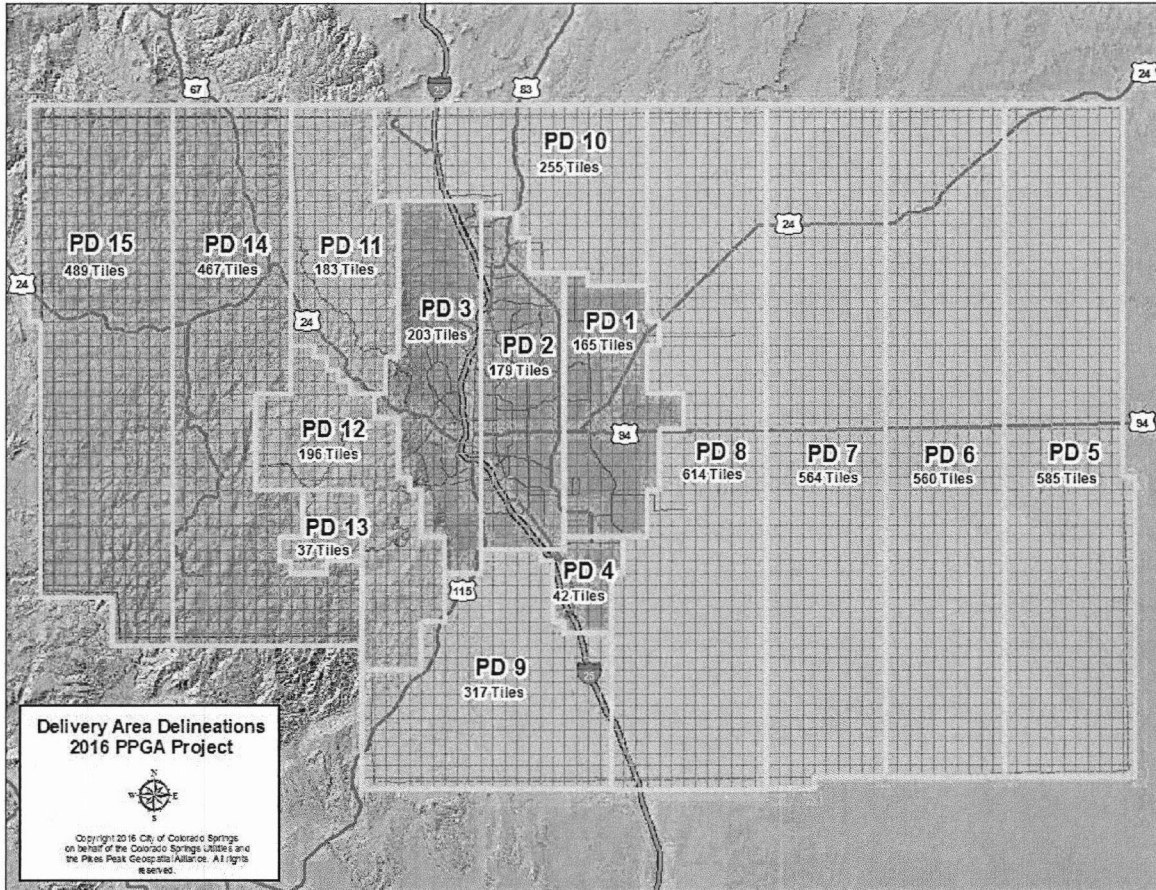 67
25
83
24
PD 10
255 Tiles
24
PD 15
489 Tiles
PD 14
467 Tiles
PD 11
183 Tiles
24
PD 3
203 Tiles
24
PD 2
179 Tiles
PD 1
165 Tiles
PD 12
196 Tiles
94
94
PD 8
614 Tiles
PD 7
564 Tiles
PD 6
560 Tiles
PD 5
585 Tiles
PD 13
37 Tiles
PD 4
42 Tiles
115
PD 9
317 Tiles
25
Delivery Area Delineations
2016 PPGA Project
N
W E
S
Copyright 2016 City of Colorado Springs
on behalf of the Colorado Springs Utilities and
the Pikes Peak Geospatial Alliance. All rights
reserved.